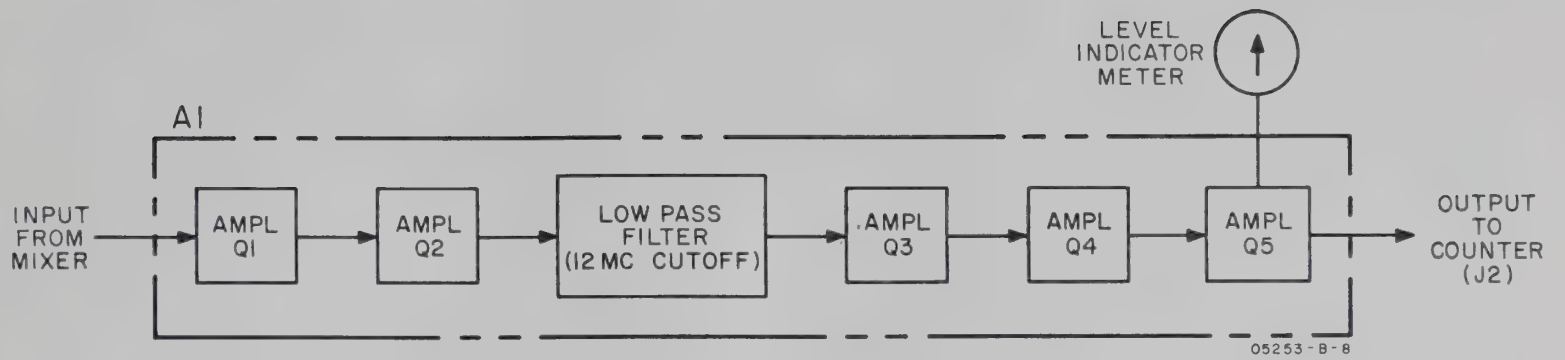 A1
INPUT
FROM
MIXER
AMPL
Q1
AMPL
Q2
LOW PASS
FILTER
(12 MC CUTOFF)
AMPL
Q3
AMPL
Q4
AMPL
Q5
LEVEL
INDICATOR
METER
OUTPUT
TO
COUNTER
(J2)
05253-B-8